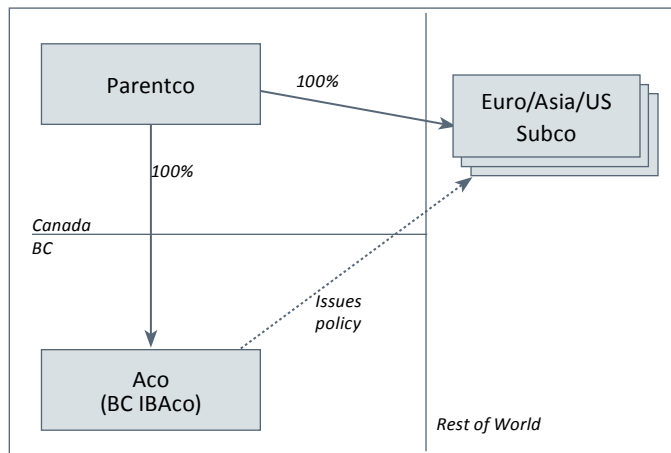 Parentco
100%
Euro/Asia/US
Subco
100%
Canada
BC
Issues
policy
Aco
(BC IBAco)
Rest of World